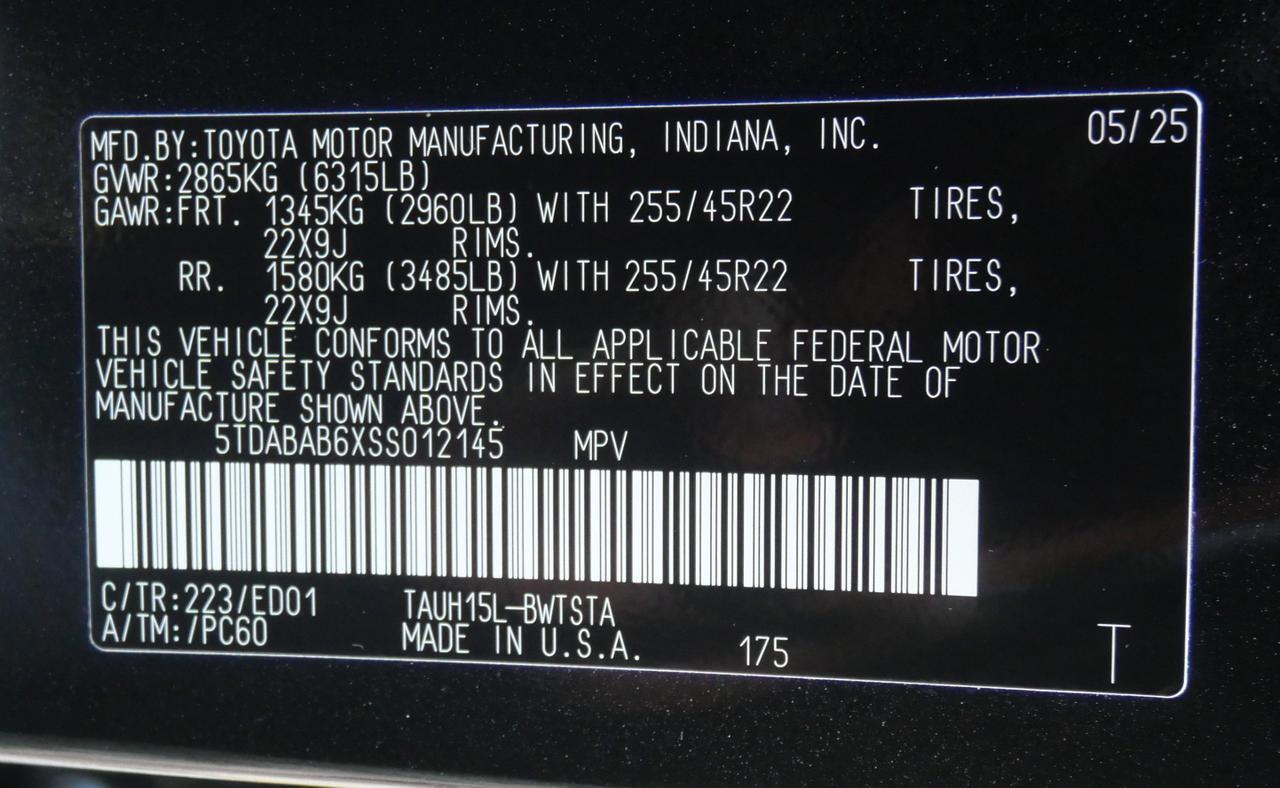 MFD.BY:TOYOTA MOTOR MANUFACTURING, INDIANA, INC. 05/25
GVWR:2865KG (6315LB)
GAWR:FRT. 1345KG (2960LB) WITH 255/45R22 TIRES,
22X9J RIMS.
RR. 1580KG (3485LB) WITH 255/45R22 TIRES,
22X9J RIMS.
THIS VEHICLE CONFORMS TO ALL APPLICABLE FEDERAL MOTOR
VEHICLE SAFETY STANDARDS IN EFFECT ON THE DATE OF
MANUFACTURE SHOWN ABOVE.
5TDABAB6XSS012145 MPV
C/TR:223/ED01 TAUH15L-BWTSTA
A/TM:/PC60 MADE IN U.S.A. 175 T